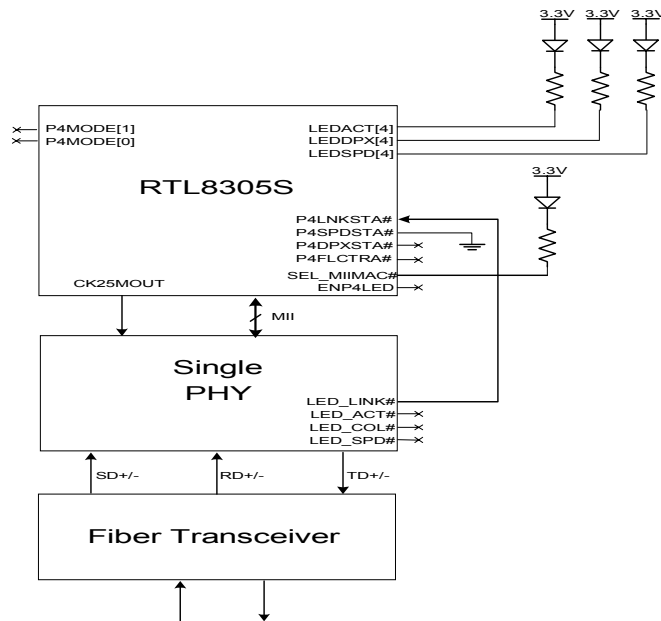 3.3V 3.3V 3.3V
P4MODE[1]
P4MODE[0]
LEDACT[4]
LEDDPX[4]
LEDSPD[4]
RTL8305S
3.3V
P4LNKSTA#
P4SPDSTA#
P4DPXSTA#
P4FLCTRA#
SEL_MIIMAC#
ENP4LED
CK25MOUT
MII
Single
PHY
LED_LINK#
LED_ACT#
LED_COL#
LED_SPD#
SD+/- RD+/- TD+/-
Fiber Transceiver